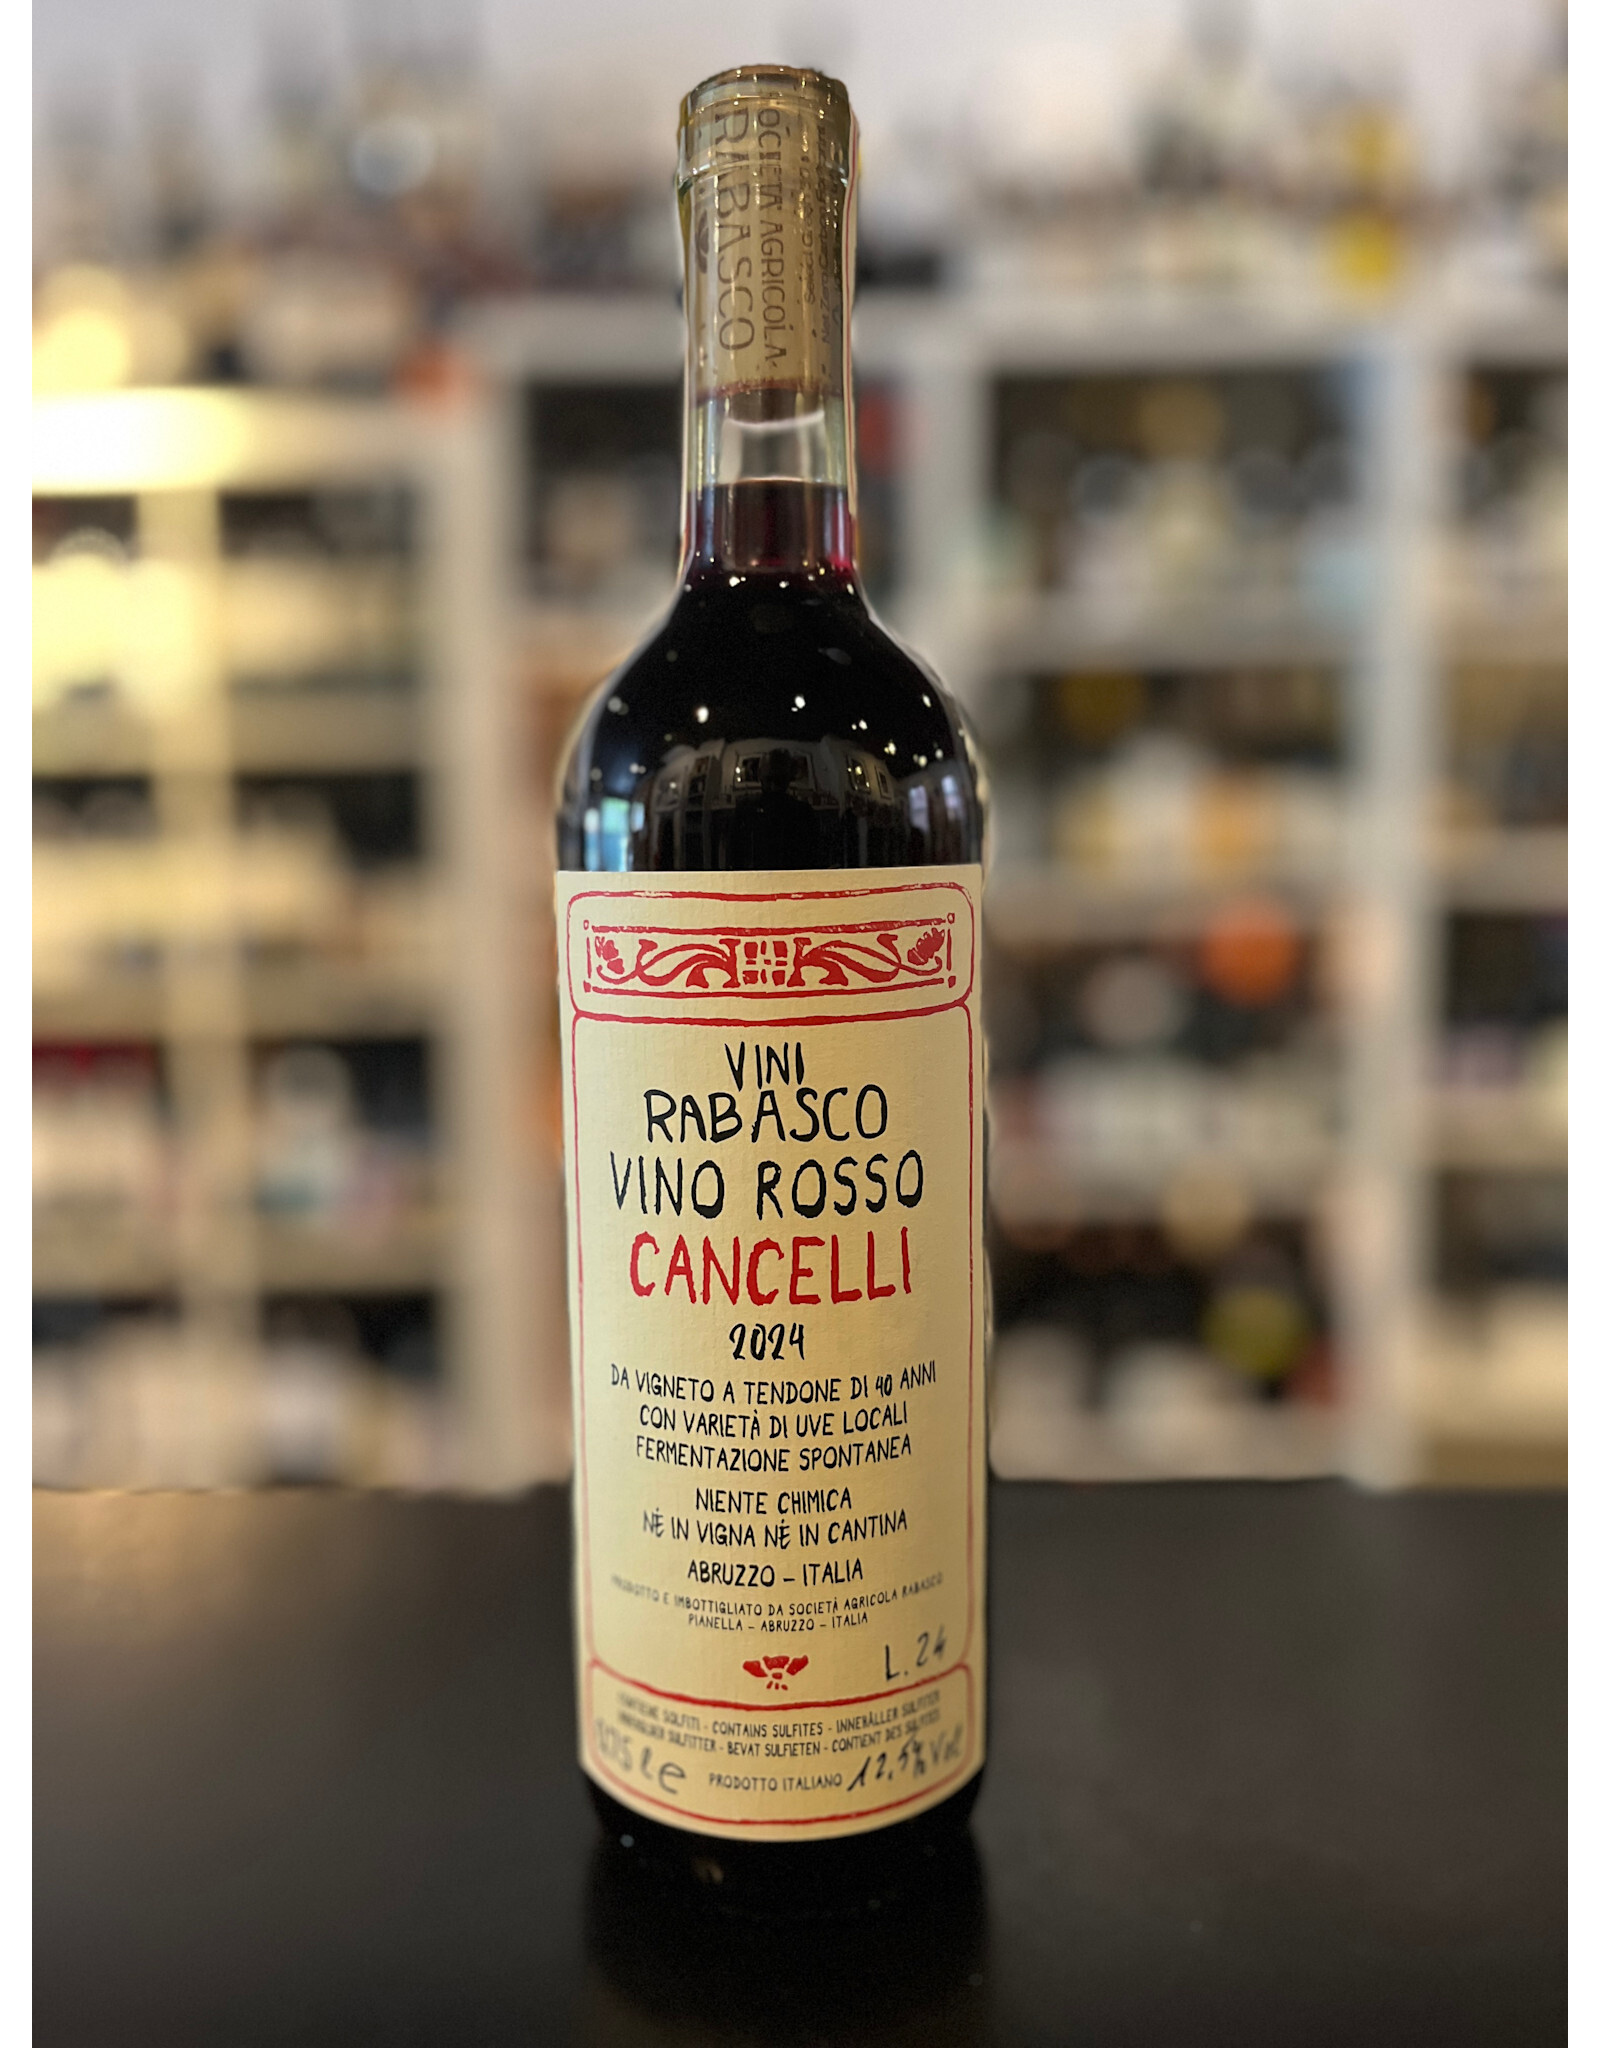 RABASCO
OCIETÀ AGRICOLA
VINI
RABASCO
VINO ROSSO
CANCELLI
2024
DA VIGNETO A TENDONE DI 40 ANNI
CON VARIETÀ DI UVE LOCALI
FERMENTAZIONE SPONTANEA
NIENTE CHIMICA
NÈ IN VIGNA NÈ IN CANTINA
ABRUZZO – ITALIA
PRODOTTO E IMBOTTIGLIATO DA SOCIETÀ AGRICOLA RABASCO
PIANELLA – ABRUZZO – ITALIA
L. 24
CONTIENE SOLFITI - CONTAINS SULFITES - INNEHÅLLER SULFITER
SULFITTER - BEVAT SULFIETEN - CONTIENT DES SULFITES
0,75 l e PRODOTTO ITALIANO 12,5% Vol